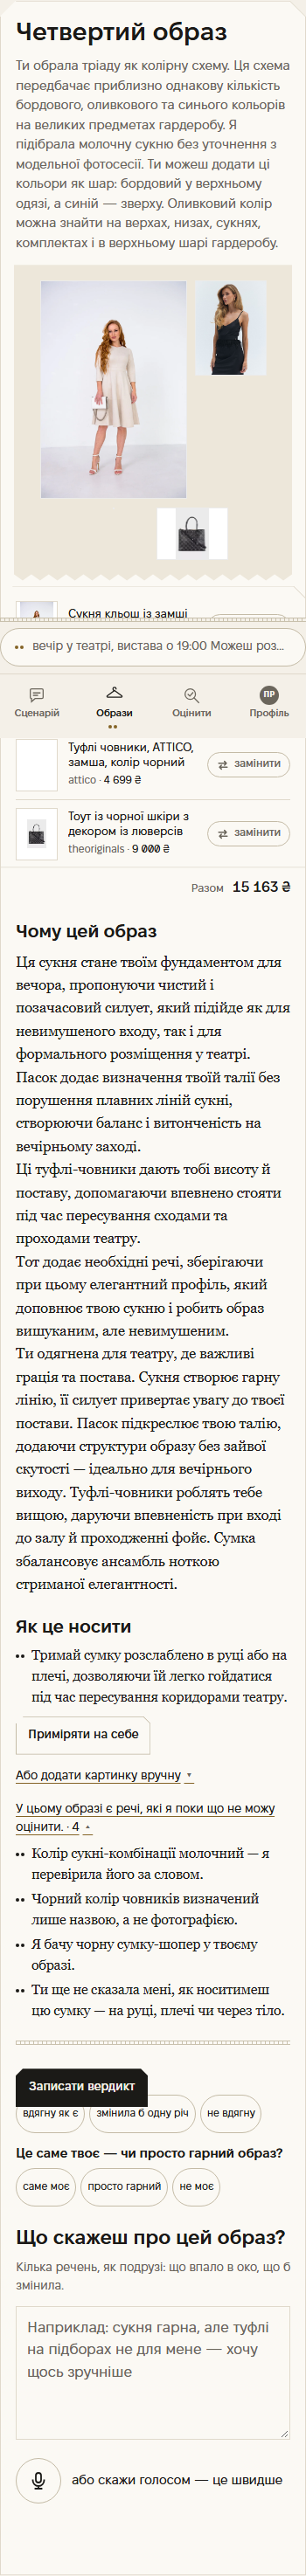 Четвертий образ
Ти обрала тріаду як колірну схему. Ця схема
передбачає приблизно однакову кількість
бордового, оливкового та синього кольорів
на великих предметах гардеробу. Я
підібрала молочну сукню без уточнення з
модельної фотосесії. Ти можеш додати ці
кольори як шар: бордовий у верхньому
одязі, а синій — зверху. Оливковий колір
можна знайти на верхах, низах, сукнях,
комплектах і в верхньому шарі гардеробу.
Сукня кльош із замші
•• вечір у театрі, вистава о 19:00 Можеш роз...
Сценарій
Образи
Оцінити
ПР
Профіль
Туфлі човники, ATTICO,
замша, колір чорний
attico · 4 699 ₴
замінити
Тоут із чорної шкіри з
декором із люверсів
theoriginals · 9 000 ₴
замінити
Разом 15 163 ₴
Чому цей образ
Ця сукня стане твоїм фундаментом для
вечора, пропонуючи чистий і
позачасовий силует, який підійде як для
невимушеного входу, так і для
формального розміщення у театрі.
Пасок додає визначення твоїй талії без
порушення плавних ліній сукні,
створюючи баланс і витонченість на
вечірньому заході.
Ці туфлі-човники дають тобі висоту й
поставу, допомагаючи впевнено стояти
під час пересування сходами та
проходами театру.
Тот додає необхідні речі, зберігаючи
при цьому елегантний профіль, який
доповнює твою сукню і робить образ
вишуканим, але невимушеним.
Ти одягнена для театру, де важливі
грація та постава. Сукня створює гарну
лінію, її силует привертає увагу до твоєї
постави. Пасок підкреслює твою талію,
додаючи структури образу без зайвої
скутості — ідеально для вечірнього
виходу. Туфлі-човники роблять тебе
вищою, даруючи впевненість при вході
до залу й проходженні фойє. Сумка
збалансовує ансамбль ноткою
стриманої елегантності.
Як це носити
•• Тримай сумку розслаблено в руці або на
плечі, дозволяючи їй легко гойдатися
під час пересування коридорами театру.
Приміряти на себе
Або додати картинку вручну
У цьому образі є речі, які я поки що не можу
оцінити. · 4
•• Колір сукні-комбінації молочний — я
перевірила його за словом.
•• Чорний колір човників визначений
лише назвою, а не фотографією.
•• Я бачу чорну сумку-шопер у твоєму
образі.
•• Ти ще не сказала мені, як носитимеш
цю сумку — на руці, плечі чи через тіло.
Записати вердикт
вдягну як є
змінила б одну річ
не вдягну
Це саме твоє — чи просто гарний образ?
саме моє
просто гарний
не моє
Що скажеш про цей образ?
Кілька речень, як подрузі: що впало в око, що б
змінила.
Наприклад: сукня гарна, але туфлі
на підборах не для мене — хочу
щось зручніше
або скажи голосом — це швидше